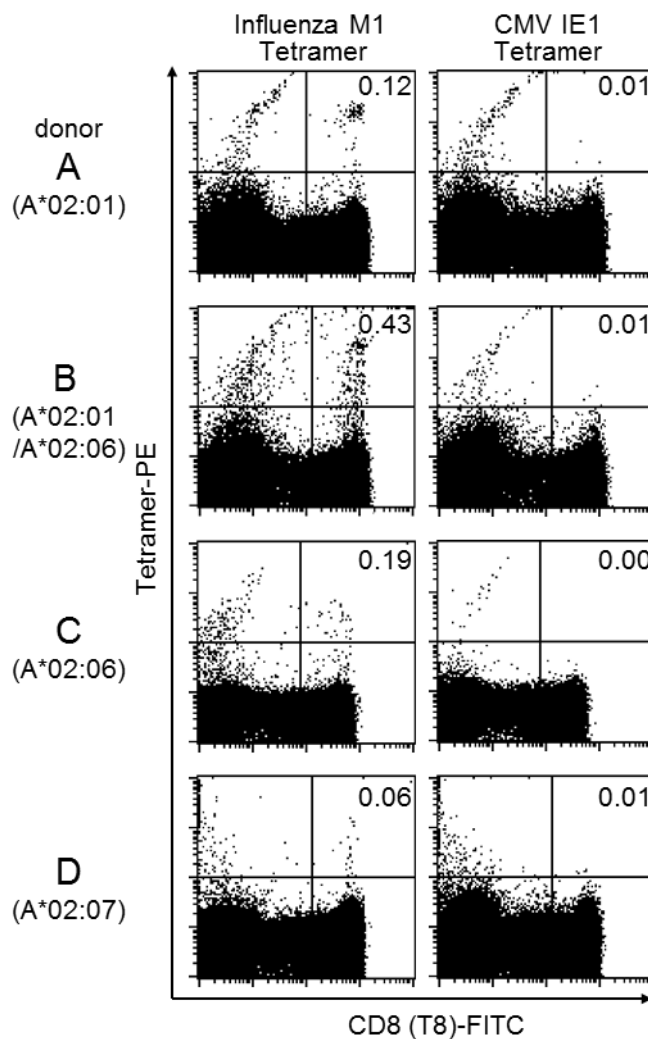 Influenza M1
Tetramer
CMV IE1
Tetramer
donor
A
(A*02:01)
0.12
0.01
B
(A*02:01
/A*02:06)
0.43
0.01
C
(A*02:06)
0.19
0.00
D
(A*02:07)
0.06
0.01
Tetramer-PE
CD8 (T8)-FITC